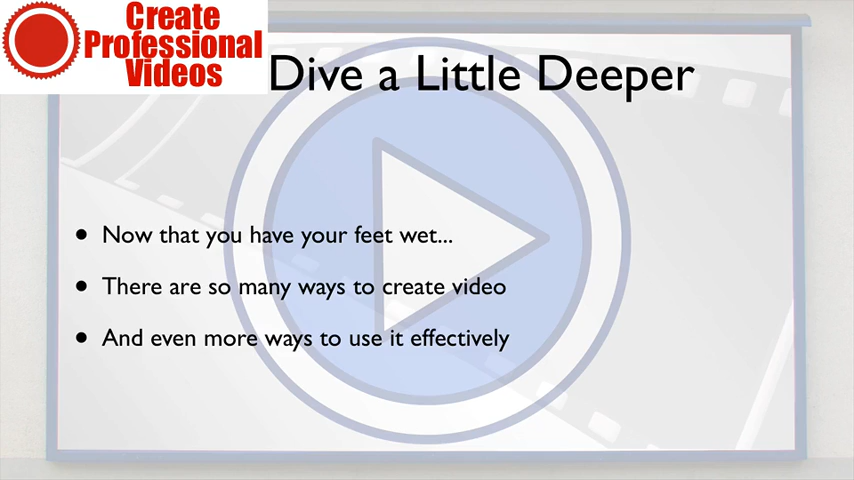 Create
Professional
Videos
Dive a Little Deeper
• Now that you have your feet wet...
• There are so many ways to create video
• And even more ways to use it effectively